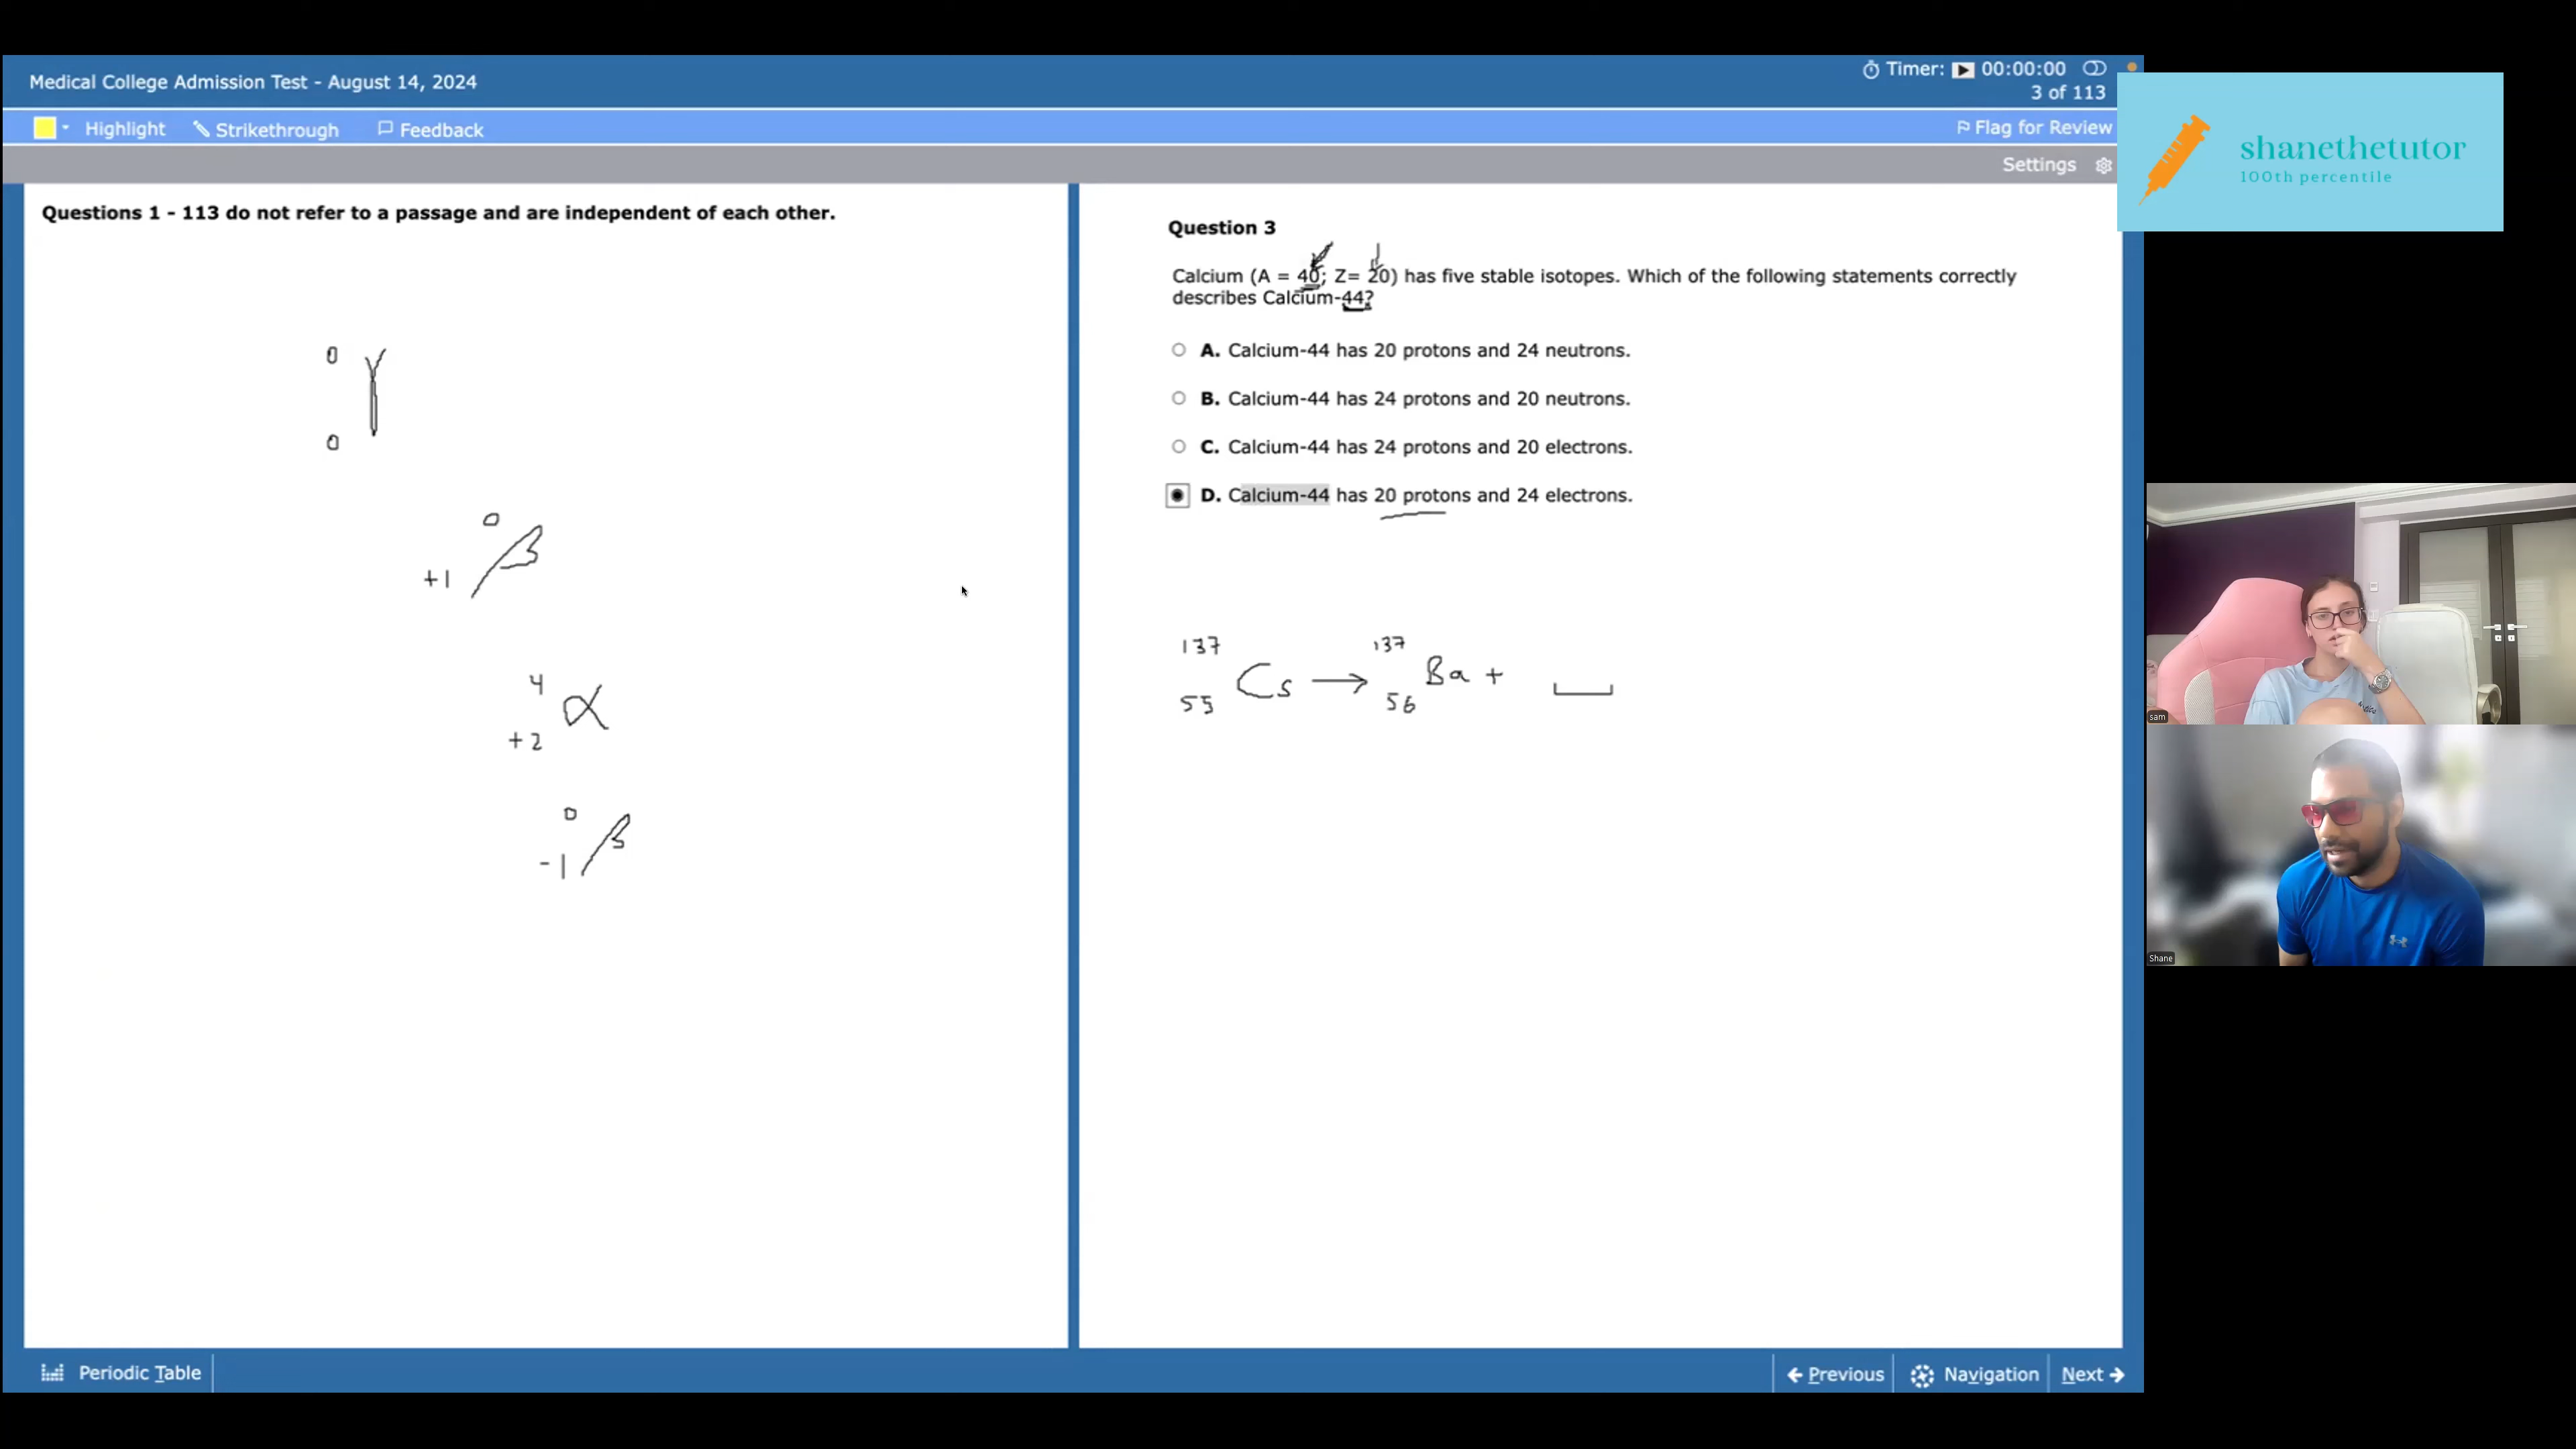 Medical College Admission Test - August 14, 2024
Timer: 00:00:00
3 of 113
Highlight Strikethrough Feedback
Flag for Review
Settings
shanethetutor
100th percentile
Questions 1 - 113 do not refer to a passage and are independent of each other.
0
γ
0
0
β
+1
4
α
+2
0
β
-1
Question 3
Calcium (A = 40; Z= 20) has five stable isotopes. Which of the following statements correctly
describes Calcium-44?
A. Calcium-44 has 20 protons and 24 neutrons.
B. Calcium-44 has 24 protons and 20 neutrons.
C. Calcium-44 has 24 protons and 20 electrons.
D. Calcium-44 has 20 protons and 24 electrons.
137 137
Cs → Ba +
55 56
sam
Shane
Periodic Table
Previous Navigation Next